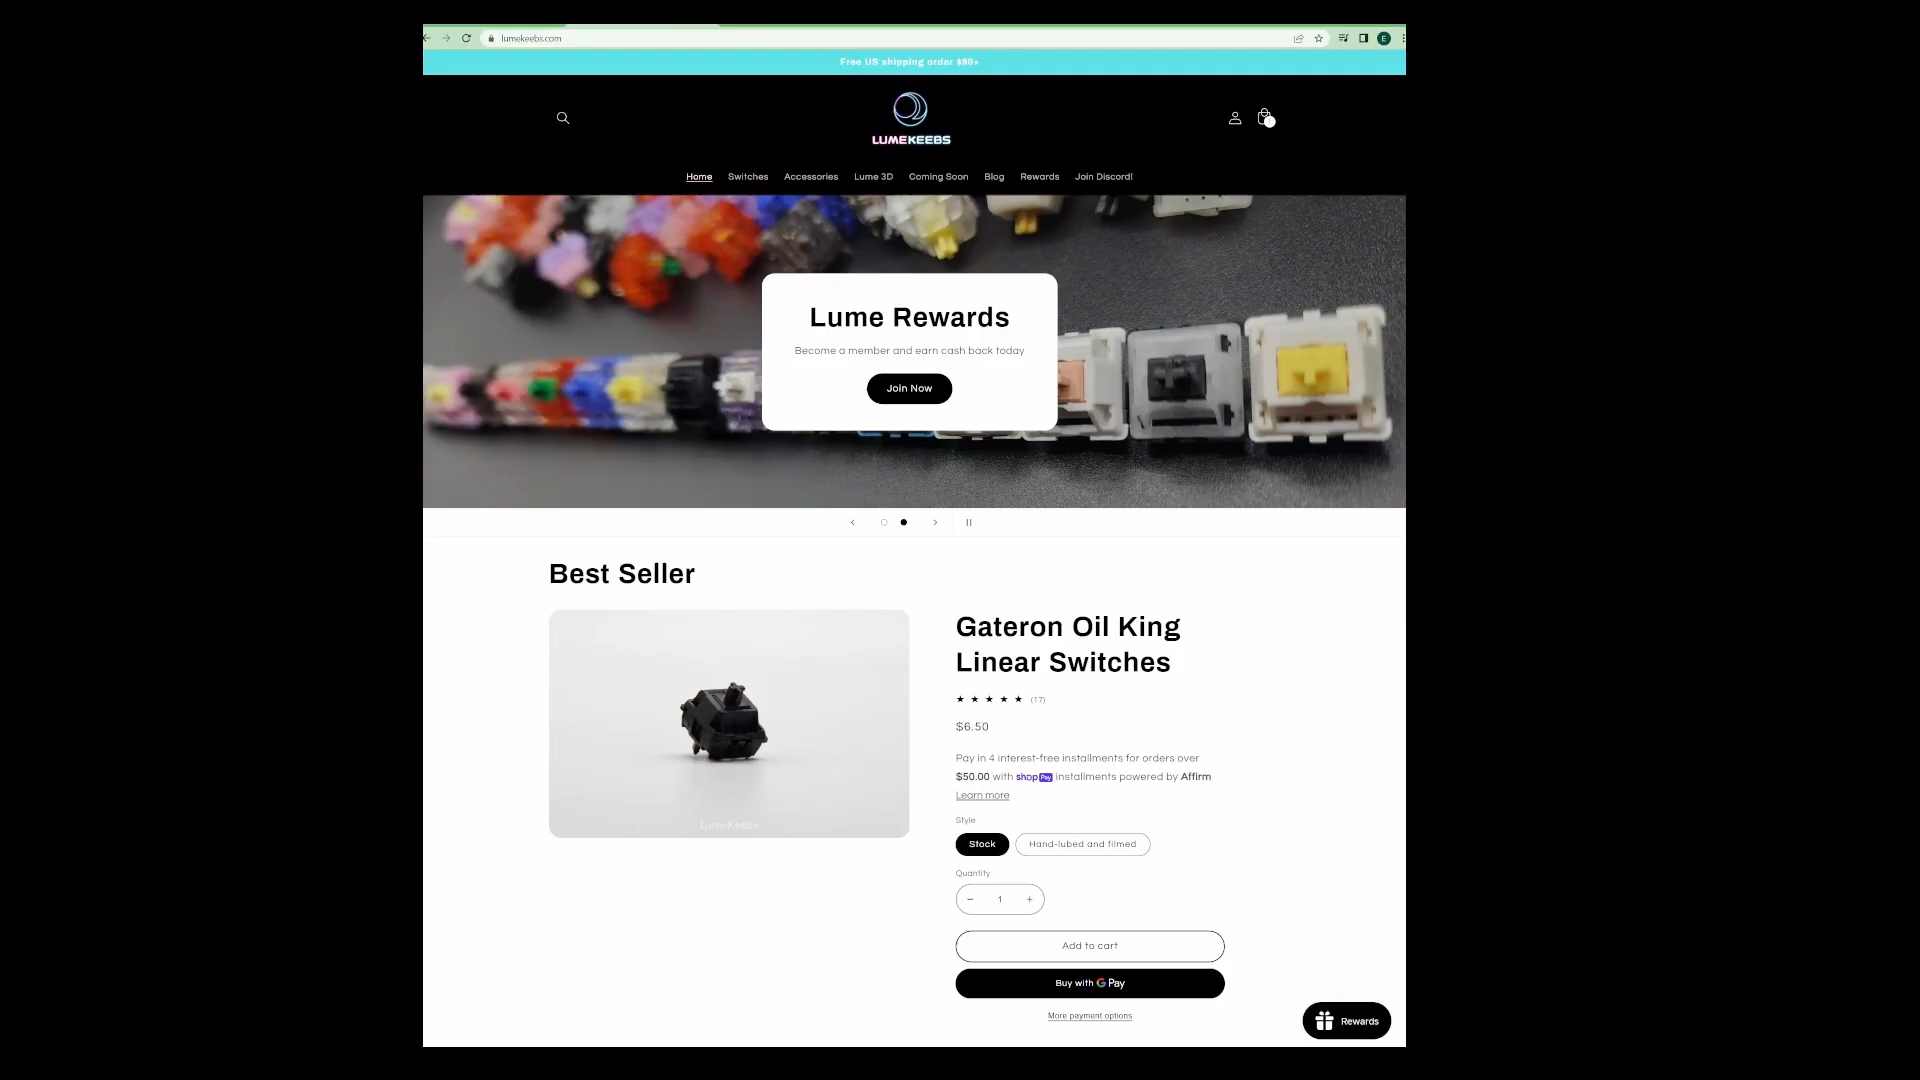 lumekeebs.com
E
Free US shipping order $90+
LUMEKEEBS
Home Switches Accessories Lume 3D Coming Soon Blog Rewards Join Discord!
Lume Rewards
Become a member and earn cash back today
Join Now
Best Seller
LumeKeebs
Gateron Oil King
Linear Switches
(17)
$6.50
Pay in 4 interest-free installments for orders over
$50.00 with shop Pay installments powered by Affirm
Learn more
Style
Stock Hand-lubed and filmed
Quantity
− 1 +
Add to cart
Buy with G Pay
More payment options
Rewards